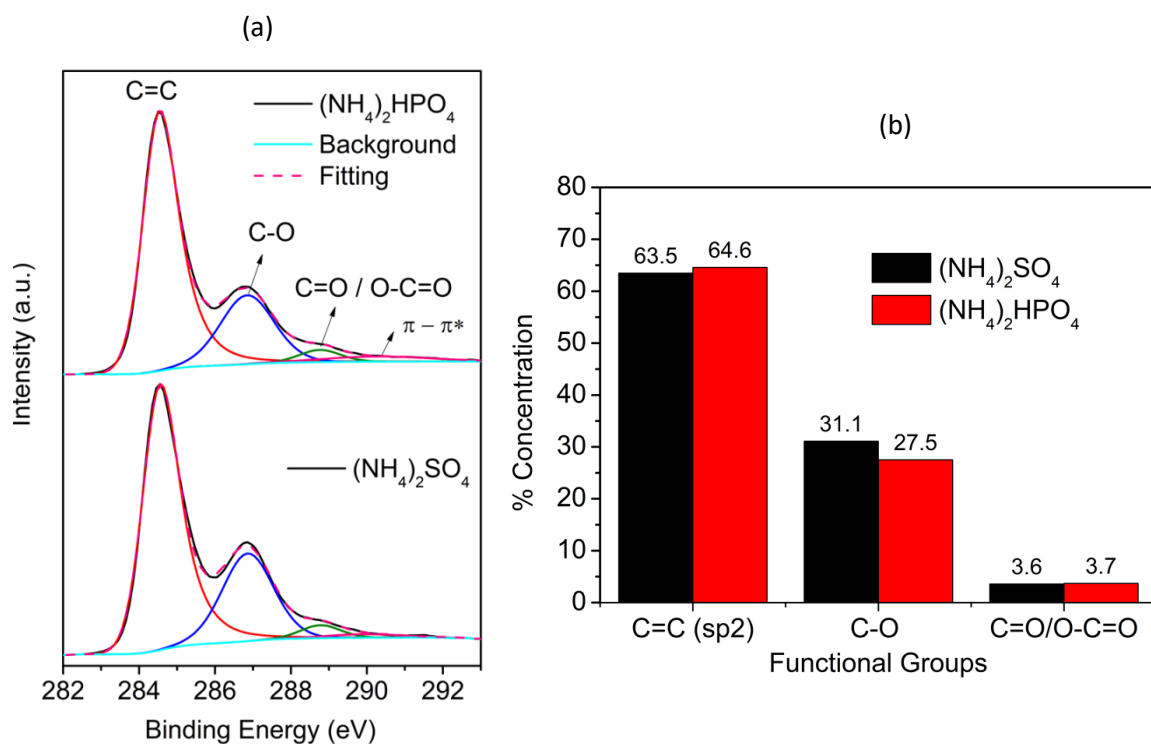 (a)
C=C
(NH4)2HPO4
Background
Fitting
C-O
C=O / O-C=O
π – π*
(NH4)2SO4
Intensity (a.u.)
282 284 286 288 290 292
Binding Energy (eV)
(b)
80
70
60
50
40
30
20
10
0
% Concentration
63.5 64.6
31.1 27.5
3.6 3.7
(NH4)2SO4
(NH4)2HPO4
C=C (sp2) C-O C=O/O-C=O
Functional Groups